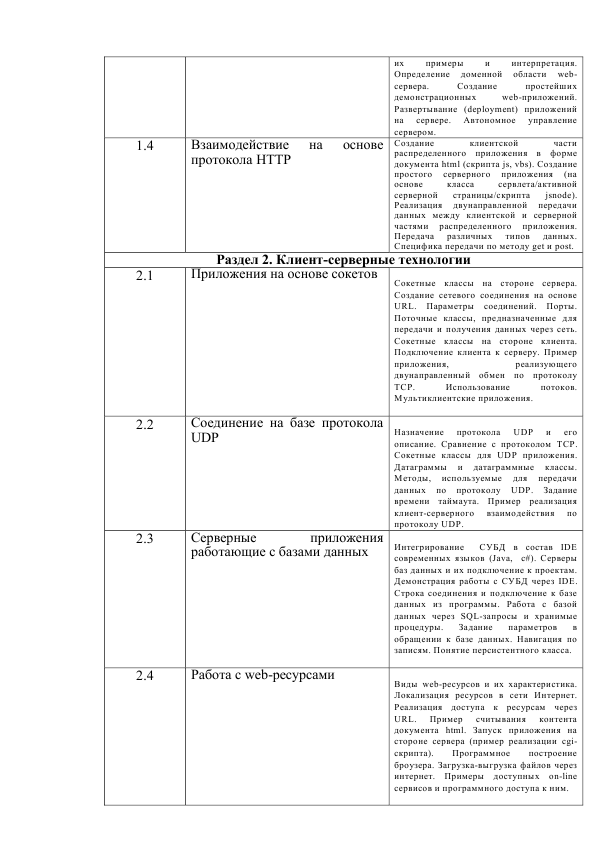 их примеры и интерпретация.
Определение доменной области web-
сервера. Создание простейших
демонстрационных web-приложений.
Развертывание (deployment) приложений
на сервере. Автономное управление
сервером.
1.4
Взаимодействие на основе
протокола HTTP
Создание клиентской части
распределенного приложения в форме
документа html (скрипта js, vbs). Создание
простого серверного приложения (на
основе класса сервлета/активной
серверной страницы/скрипта jsnode).
Реализация двунаправленной передачи
данных между клиентской и серверной
частями распределенного приложения.
Передача различных типов данных.
Специфика передачи по методу get и post.
Раздел 2. Клиент-серверные технологии
2.1
Приложения на основе сокетов
Сокетные классы на стороне сервера.
Создание сетевого соединения на основе
URL. Параметры соединений. Порты.
Поточные классы, предназначенные для
передачи и получения данных через сеть.
Сокетные классы на стороне клиента.
Подключение клиента к серверу. Пример
приложения, реализующего
двунаправленный обмен по протоколу
TCP. Использование потоков.
Мультиклиентские приложения.
2.2
Соединение на базе протокола
UDP
Назначение протокола UDP и его
описание. Сравнение с протоколом TCP.
Сокетные классы для UDP приложения.
Датаграммы и датаграммные классы.
Методы, используемые для передачи
данных по протоколу UDP. Задание
времени таймаута. Пример реализация
клиент-серверного взаимодействия по
протоколу UDP.
2.3
Серверные приложения
работающие с базами данных
Интегрирование СУБД в состав IDE
современных языков (Java, c#). Серверы
баз данных и их подключение к проектам.
Демонстрация работы с СУБД через IDE.
Строка соединения и подключение к базе
данных из программы. Работа с базой
данных через SQL-запросы и хранимые
процедуры. Задание параметров в
обращении к базе данных. Навигация по
записям. Понятие персистентного класса.
2.4
Работа с web-ресурсами
Виды web-ресурсов и их характеристика.
Локализация ресурсов в сети Интернет.
Реализация доступа к ресурсам через
URL. Пример считывания контента
документа html. Запуск приложения на
стороне сервера (пример реализации cgi-
скрипта). Программное построение
броузера. Загрузка-выгрузка файлов через
интернет. Примеры доступных on-line
сервисов и программного доступа к ним.